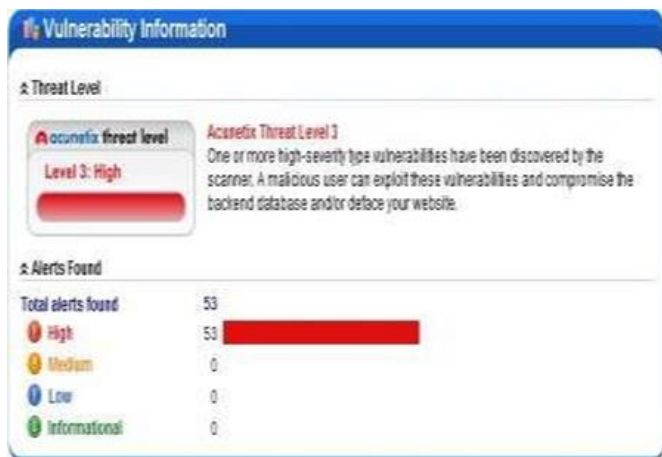 Vulnerability Information
Threat Level
acunetix threat level
Level 3: High
Acunetix Threat Level 3
One or more high-severity type vulnerabilities have been discovered by the
scanner. A malicious user can exploit these vulnerabilities and compromise the
backend database and/or deface your website.
Alerts Found
Total alerts found 53
High 53
Medium 0
Low 0
Informational 0